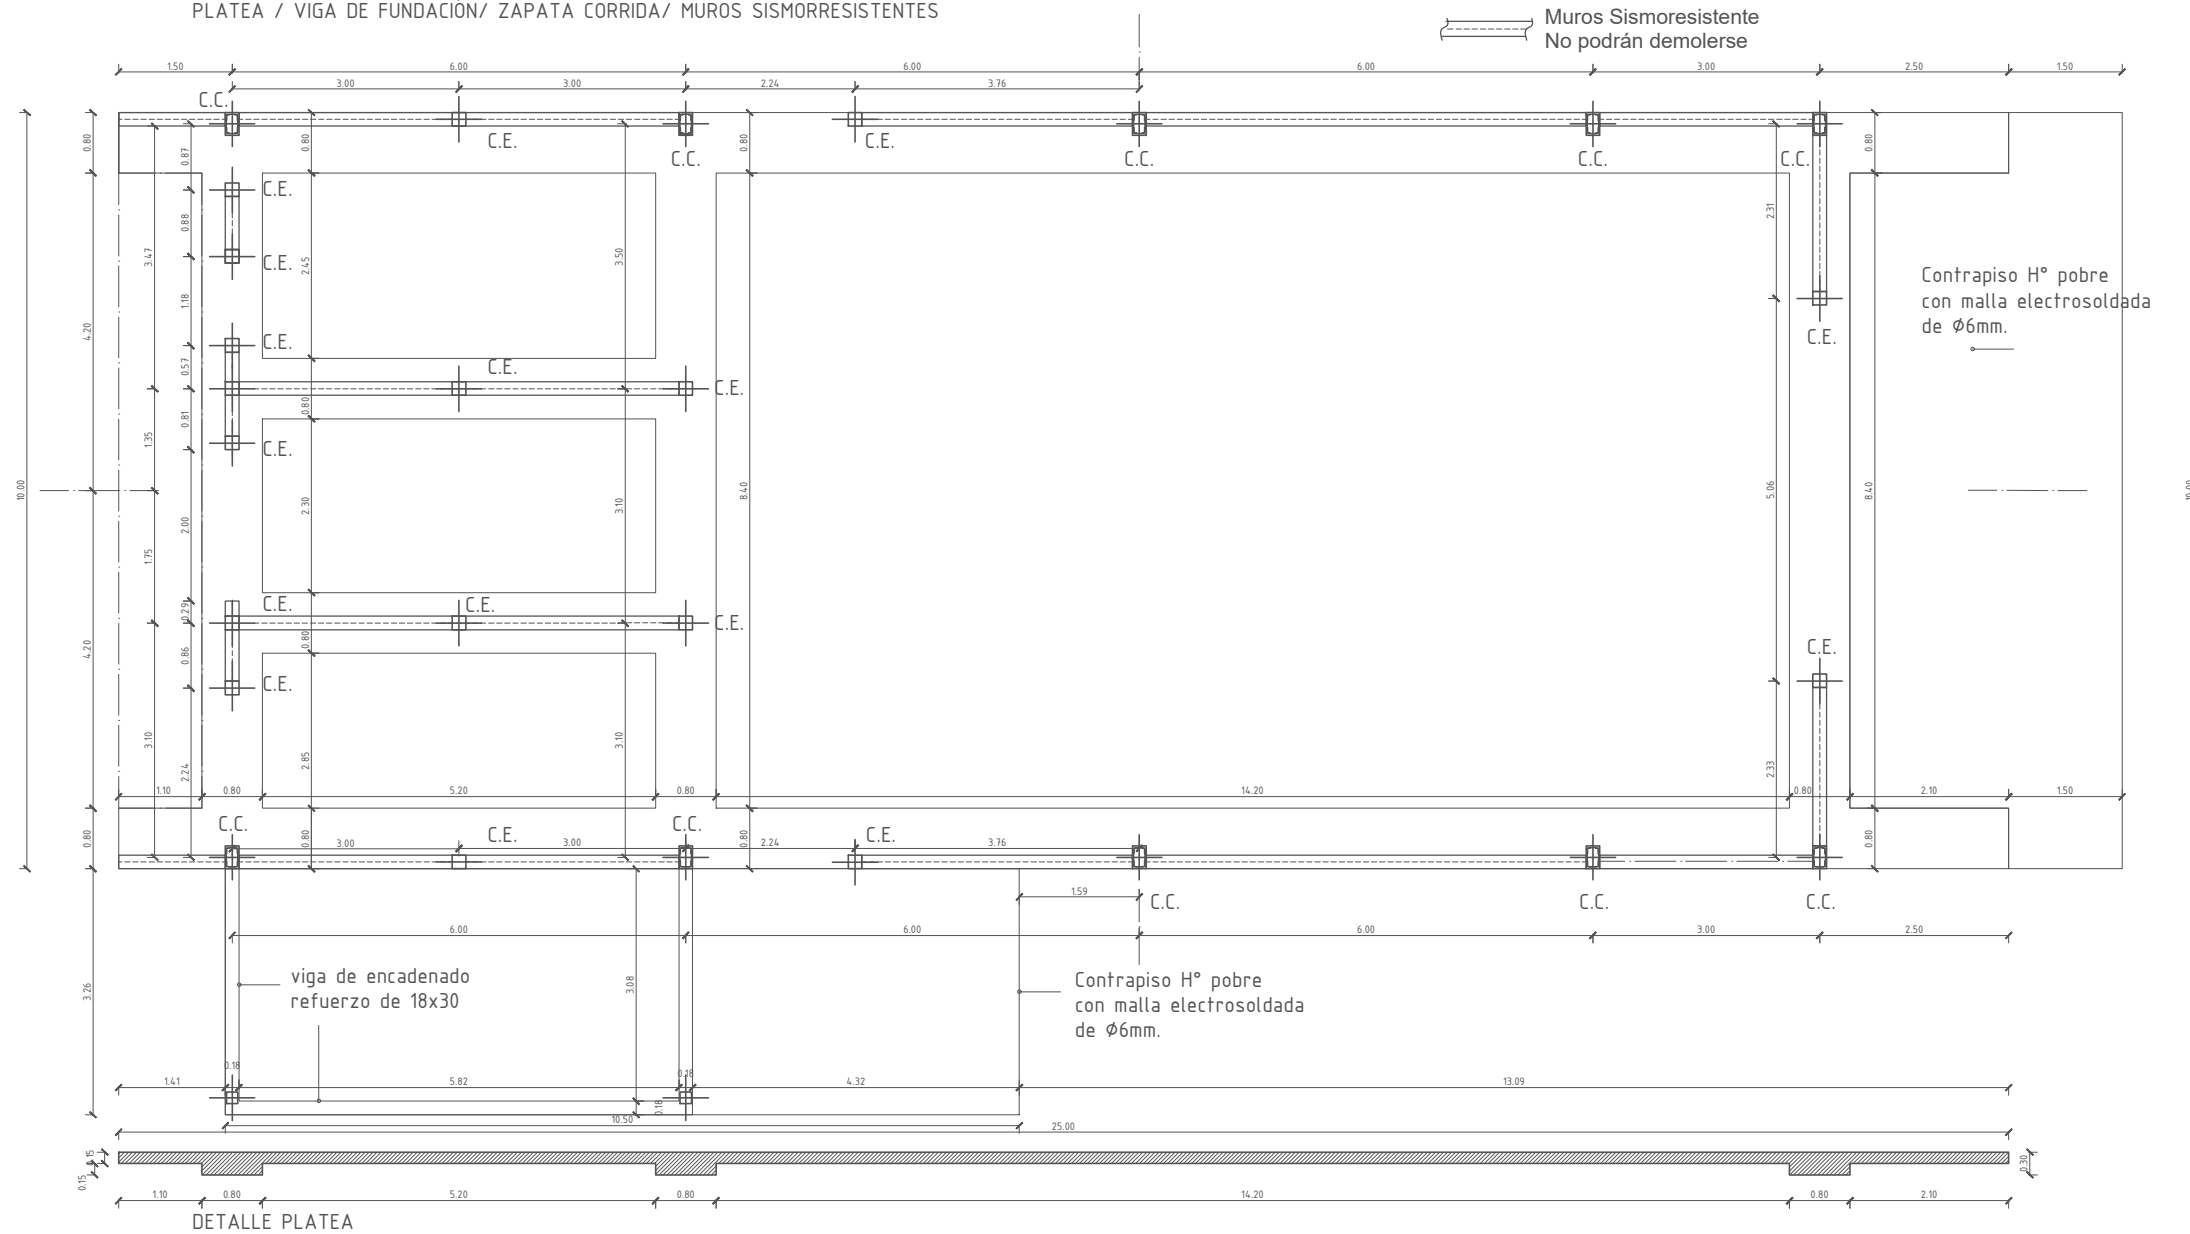 PLATEA / VIGA DE FUNDACIÓN/ ZAPATA CORRIDA/ MUROS SISMORRESISTENTES
Muros Sismoresistente
No podrán demolerse
1.50 6.00 6.00 6.00 3.00 2.50 1.50
3.00 3.00 2.24 3.76
C.C.
C.E. C.C. C.E. C.C. C.C. C.C.
0.80 0.87 0.80 0.80 0.80
C.E.
0.88 2.31
C.E.
3.47 2.45 3.50
Contrapiso H° pobre
con malla electrosoldada
de Ø6mm.
1.18
4.20
C.E. C.E.
0.57
C.E.
C.E.
0.80
0.81
1.35
C.E.
10.00 8.40 5.06 8.40 10.00
2.00 2.30 3.10
1.75
0.29
C.E. C.E.
C.E.
0.80
C.E.
4.20 0.86
C.E.
3.10 2.24 2.85 3.10 2.33
1.10 0.80 5.20 0.80 14.20 0.80 2.10 1.50
C.C. C.E. C.C. C.E.
0.80 0.80 0.80 0.80
3.00 3.00 2.24 3.76
1.59
C.C. C.C. C.C.
6.00 6.00 6.00 3.00 2.50
viga de encadenado
refuerzo de 18x30
Contrapiso H° pobre
con malla electrosoldada
de Ø6mm.
3.26 3.08
0.18 0.18
1.41 5.82 4.32 13.09
0.18
10.50
25.00
0.15 0.30
0.15
1.10 0.80 5.20 0.80 14.20 0.80 2.10
DETALLE PLATEA